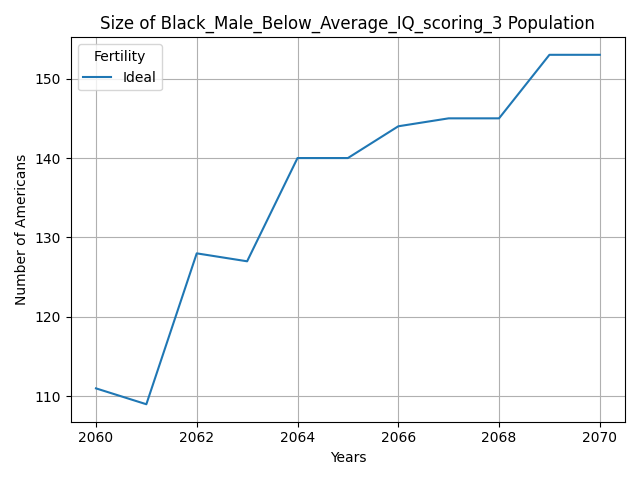 Size of Black_Male_Below_Average_IQ_scoring_3 Population
Fertility
Ideal
150
140
130
120
110
Number of Americans
2060
2062
2064
2066
2068
2070
Years